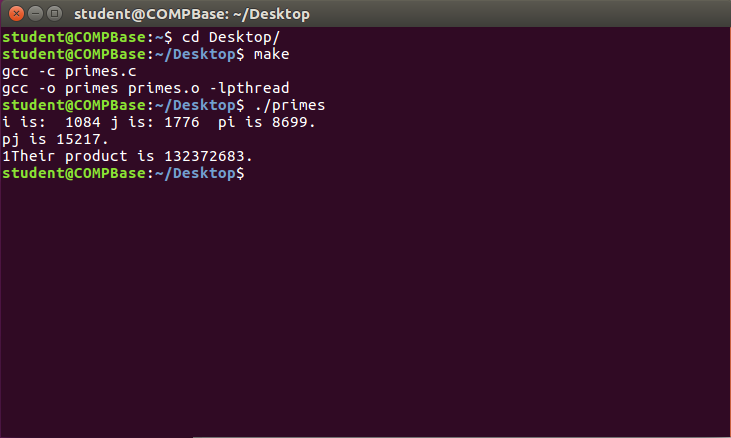 student@COMPBase: ~/Desktop
student@COMPBase:~$ cd Desktop/
student@COMPBase:~/Desktop$ make
gcc -c primes.c
gcc -o primes primes.o -lpthread
student@COMPBase:~/Desktop$ ./primes
i is:  1084 j is: 1776  pi is 8699.
pj is 15217.
1Their product is 132372683.
student@COMPBase:~/Desktop$